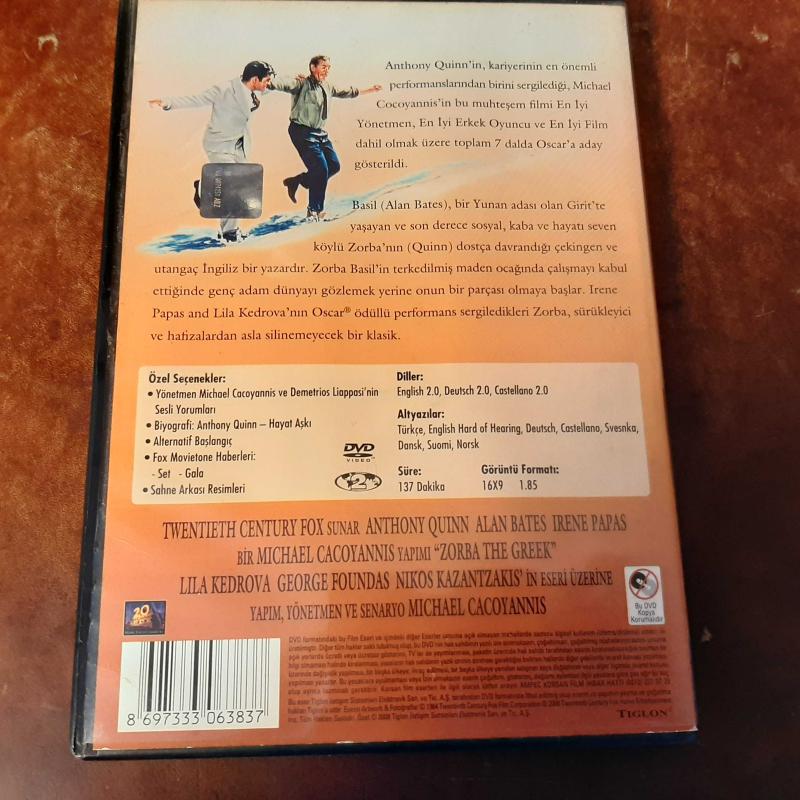 Anthony Quinn'in, kariyerinin en önemli
performanslarından birini sergilediği, Michael
Cocoyannis'in bu muhteşem filmi En İyi
Yönetmen, En İyi Erkek Oyuncu ve En İyi Film
dahil olmak üzere toplam 7 dalda Oscar'a aday
gösterildi.
Basil (Alan Bates), bir Yunan adası olan Girit'te
yaşayan ve son derece sosyal, kaba ve hayatı seven
köylü Zorba'nın (Quinn) dostça davrandığı çekingen ve
utangaç İngiliz bir yazardır. Zorba Basil'in terkedilmiş maden ocağında çalışmayı kabul
ettiğinde genç adam dünyayı gözlemek yerine onun bir parçası olmaya başlar. Irene
Papas and Lila Kedrova'nın Oscar® ödüllü performans sergiledikleri Zorba, sürükleyici
ve hafizalardan asla silinemeyecek bir klasik.
Özel Seçenekler:
• Yönetmen Michael Cacoyannis ve Demetrios Liappasi'nin
Sesli Yorumları
• Biyografi: Anthony Quinn – Hayat Aşkı
• Alternatif Başlangıç
• Fox Movietone Haberleri:
- Set - Gala
• Sahne Arkası Resimleri
DVD
VIDEO
2
Diller:
English 2.0, Deutsch 2.0, Castellano 2.0
Altyazılar:
Türkçe, English Hard of Hearing, Deutsch, Castellano, Svesnka,
Dansk, Suomi, Norsk
Süre: Görüntü Formatı:
137 Dakika 16X9 1.85
TWENTIETH CENTURY FOX SUNAR ANTHONY QUINN ALAN BATES IRENE PAPAS
BİR MICHAEL CACOYANNIS YAPIMI "ZORBA THE GREEK"
LILA KEDROVA GEORGE FOUNDAS NIKOS KAZANTZAKIS' İN ESERİ ÜZERİNE
YAPIM, YÖNETMEN VE SENARYO MICHAEL CACOYANNIS
Bu DVD
Kopya
Korumalıdır
20
8 697333 063837
TIGLON